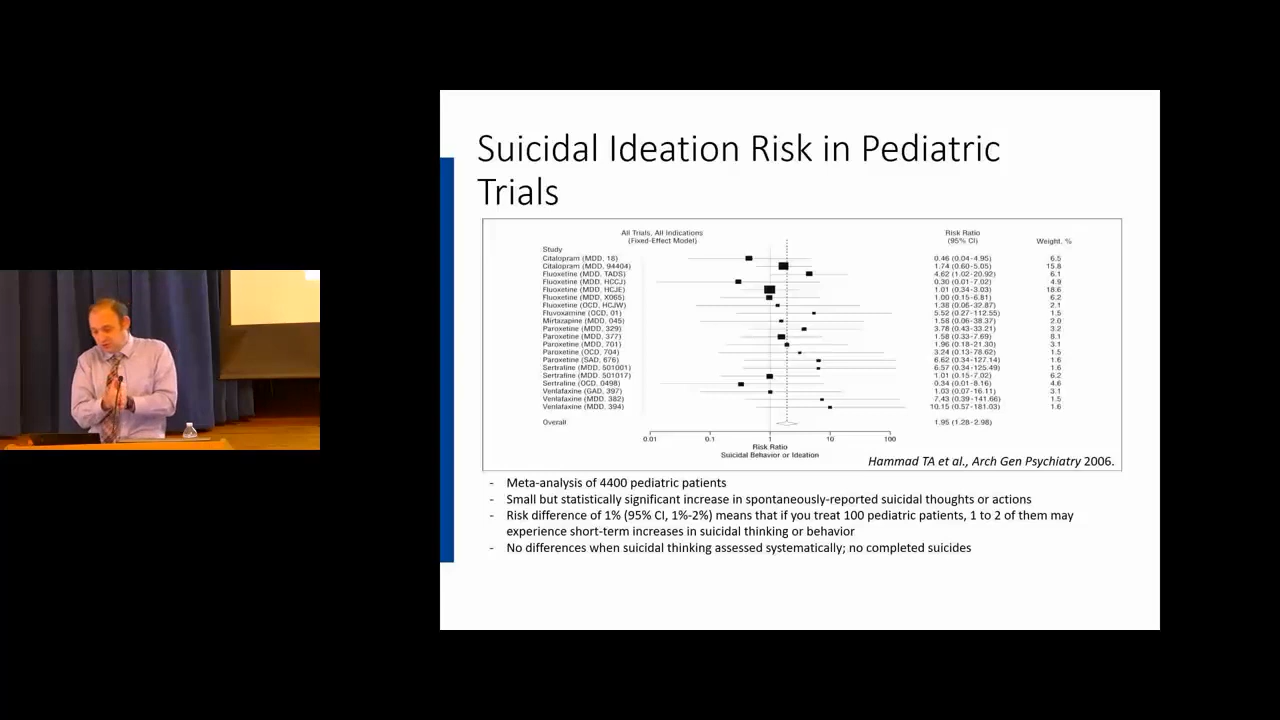 Suicidal Ideation Risk in Pediatric
Trials
All Trials, All Indications
(Fixed-Effect Model)
Risk Ratio
(95% CI)
Weight, %
Study
Citalopram (MDD, 18) 0.46 (0.04-4.95) 6.5
Citalopram (MDD, 94404) 1.74 (0.60-5.05) 15.8
Fluoxetine (MDD, TADS) 4.62 (1.02-20.92) 6.1
Fluoxetine (MDD, HCCJ) 0.30 (0.01-7.02) 4.9
Fluoxetine (MDD, HCJE) 1.01 (0.34-3.03) 18.6
Fluoxetine (MDD, X065) 1.00 (0.15-6.81) 6.2
Fluoxetine (OCD, HCJW) 1.38 (0.06-32.87) 2.1
Fluvoxamine (OCD, 01) 5.52 (0.27-112.55) 1.5
Mirtazapine (MDD, 045) 1.58 (0.06-38.37) 2.0
Paroxetine (MDD, 329) 3.78 (0.43-33.21) 3.2
Paroxetine (MDD, 377) 1.58 (0.33-7.69) 8.1
Paroxetine (MDD, 701) 1.96 (0.18-21.30) 3.1
Paroxetine (OCD, 704) 3.24 (0.13-78.62) 1.5
Paroxetine (SAD, 676) 6.62 (0.34-127.14) 1.6
Sertraline (MDD, 501001) 6.57 (0.34-125.49) 1.6
Sertraline (MDD, 501017) 1.01 (0.15-7.02) 6.2
Sertraline (OCD, 0498) 0.34 (0.01-8.16) 4.6
Venlafaxine (GAD, 397) 1.03 (0.07-16.11) 3.1
Venlafaxine (MDD, 382) 7.43 (0.39-141.66) 1.5
Venlafaxine (MDD, 394) 10.15 (0.57-181.03) 1.6
Overall 1.95 (1.28-2.98)
0.01 0.1 1 10 100
Risk Ratio
Suicidal Behavior or Ideation
Hammad TA et al., Arch Gen Psychiatry 2006.
- Meta-analysis of 4400 pediatric patients
- Small but statistically significant increase in spontaneously-reported suicidal thoughts or actions
- Risk difference of 1% (95% CI, 1%-2%) means that if you treat 100 pediatric patients, 1 to 2 of them may
experience short-term increases in suicidal thinking or behavior
- No differences when suicidal thinking assessed systematically; no completed suicides